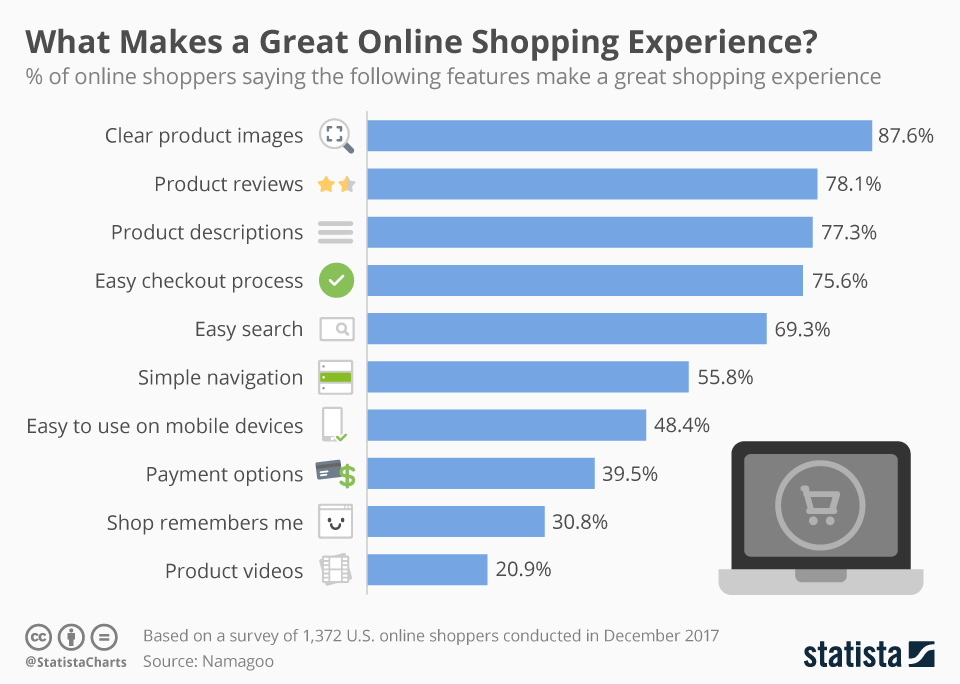 What Makes a Great Online Shopping Experience?
% of online shoppers saying the following features make a great shopping experience
Clear product images 87.6%
Product reviews 78.1%
Product descriptions 77.3%
Easy checkout process 75.6%
Easy search 69.3%
Simple navigation 55.8%
Easy to use on mobile devices 48.4%
Payment options $ 39.5%
Shop remembers me 30.8%
Product videos 20.9%
cc
@StatistaCharts
Based on a survey of 1,372 U.S. online shoppers conducted in December 2017
Source: Namagoo
statista